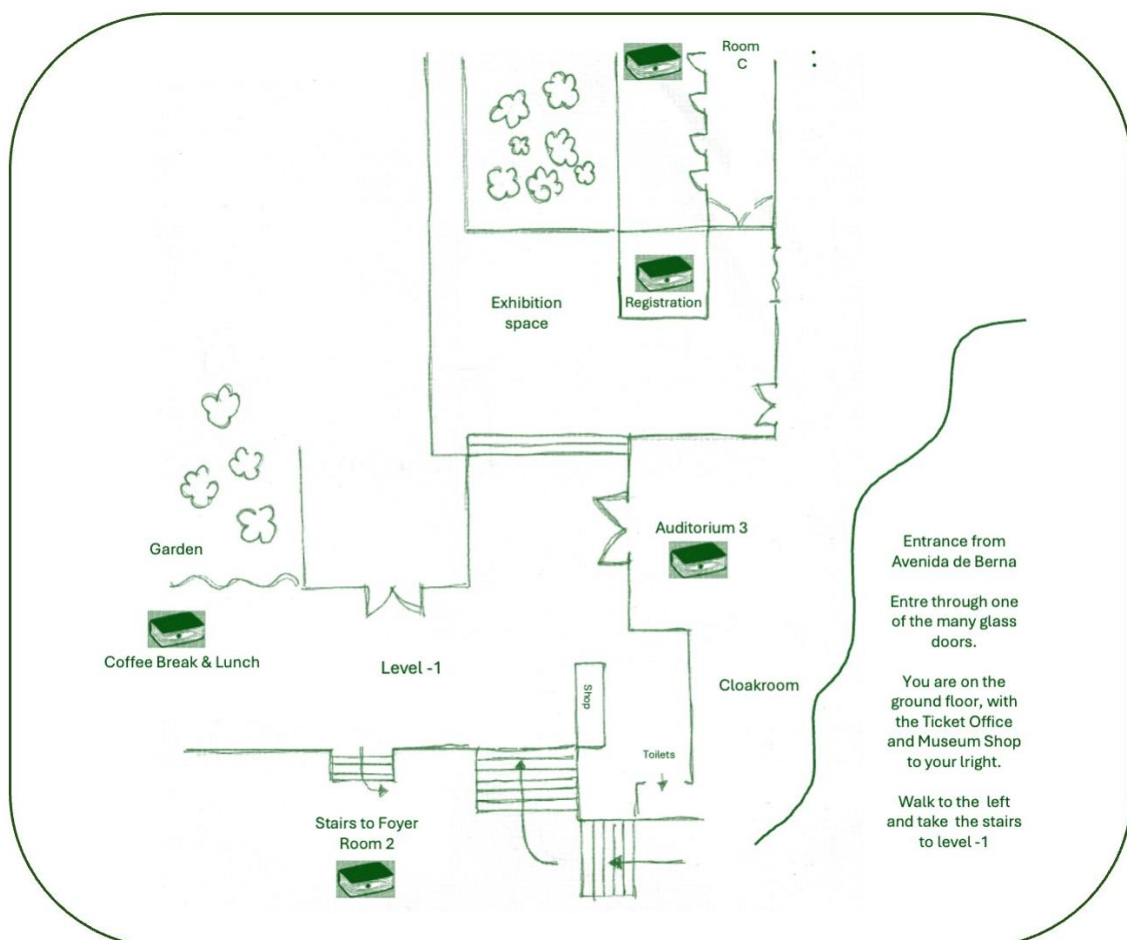 Room
C
:
Exhibition
space
Registration
Garden
Auditorium 3
Coffee Break & Lunch
Level -1
Shop
Cloakroom
Toilets
Stairs to Foyer
Room 2
Entrance from
Avenida de Berna
Entre through one
of the many glass
doors.
You are on the
ground floor, with
the Ticket Office
and Museum Shop
to your lright.
Walk to the left
and take the stairs
to level -1